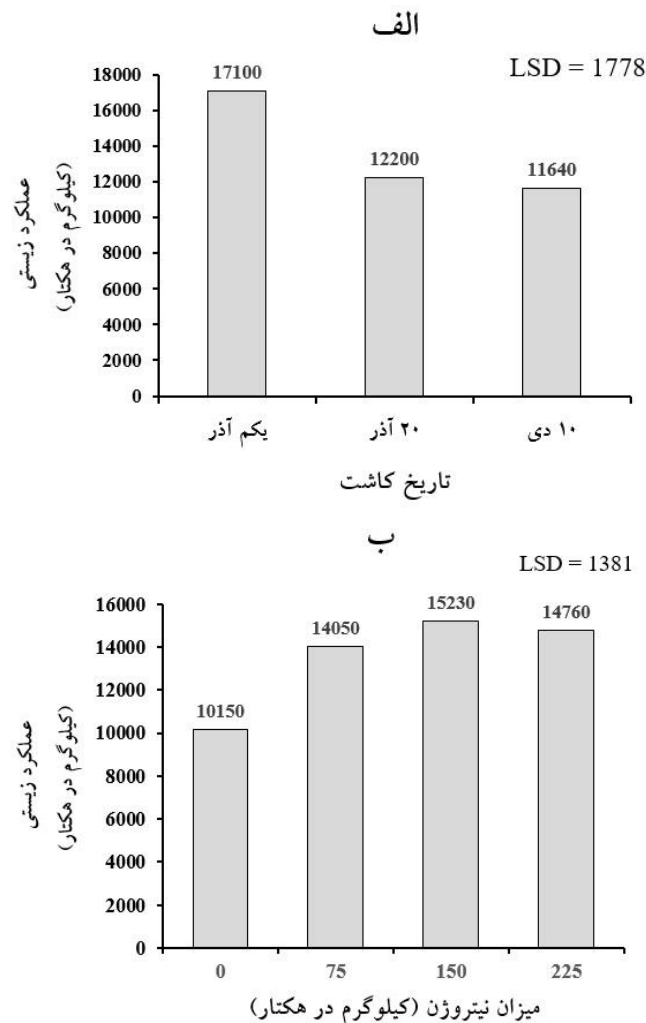 الف
LSD = 1778
18000
16000
14000
12000
10000
8000
6000
4000
2000
0
عملکرد زیستی
(کیلوگرم در هکتار)
17100
12200
11640
یکم آذر
۲۰ آذر
۱۰ دی
تاریخ کاشت
ب
LSD = 1381
16000
14000
12000
10000
8000
6000
4000
2000
0
عملکرد زیستی
(کیلوگرم در هکتار)
10150
14050
15230
14760
0
75
150
225
میزان نیتروژن (کیلوگرم در هکتار)